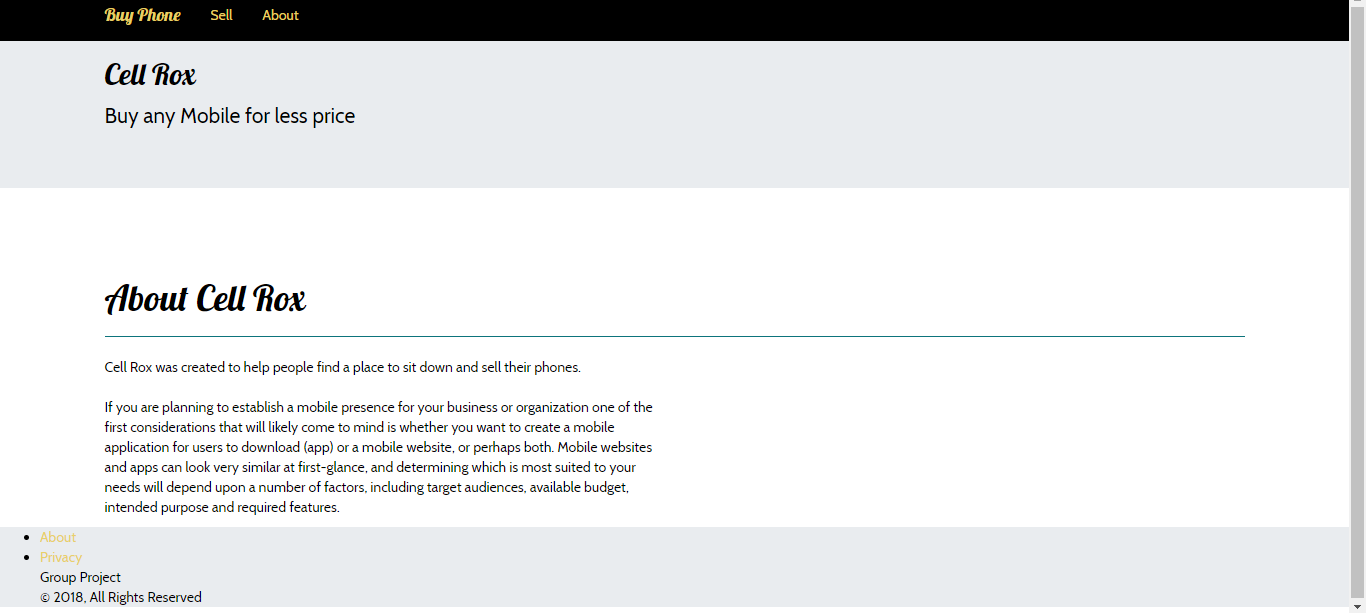 Buy Phone Sell About
Cell Rox
Buy any Mobile for less price
About Cell Rox
Cell Rox was created to help people find a place to sit down and sell their phones.
If you are planning to establish a mobile presence for your business or organization one of the
first considerations that will likely come to mind is whether you want to create a mobile
application for users to download (app) or a mobile website, or perhaps both. Mobile websites
and apps can look very similar at first-glance, and determining which is most suited to your
needs will depend upon a number of factors, including target audiences, available budget,
intended purpose and required features.
About
Privacy
Group Project
© 2018, All Rights Reserved